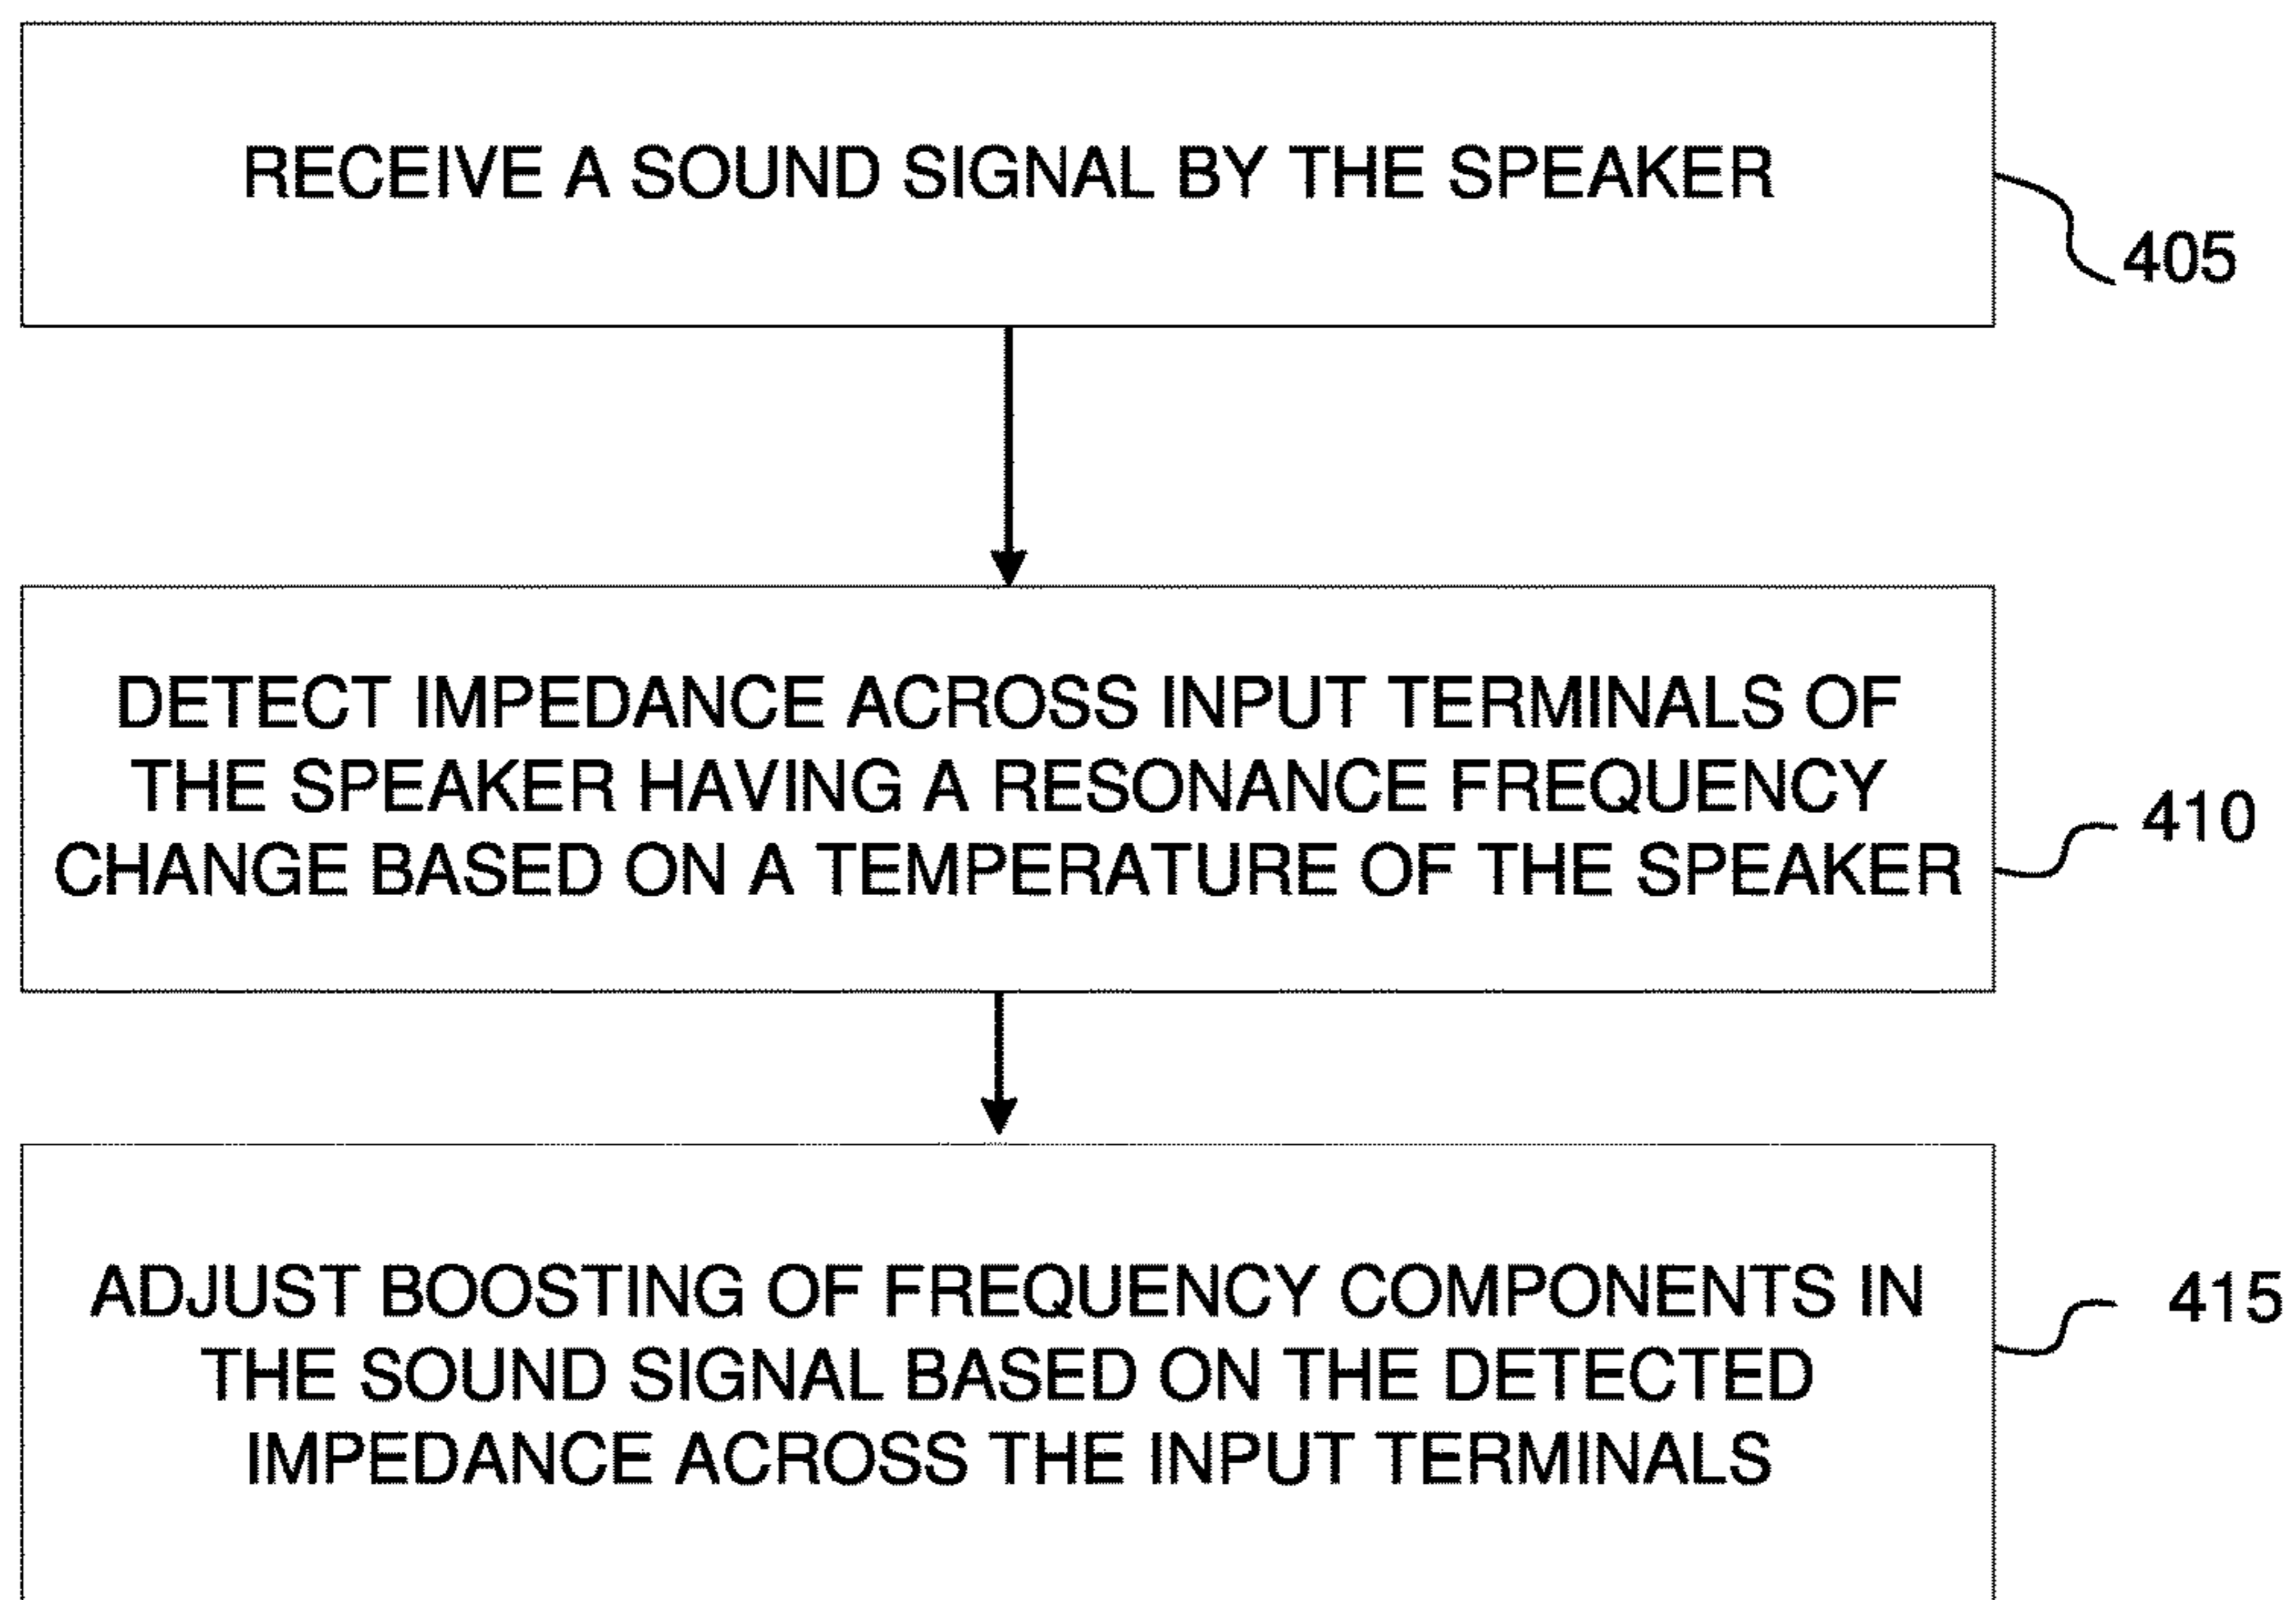 RECEIVE A SOUND SIGNAL BY THE SPEAKER
405
DETECT IMPEDANCE ACROSS INPUT TERMINALS OF
THE SPEAKER HAVING A RESONANCE FREQUENCY
CHANGE BASED ON A TEMPERATURE OF THE SPEAKER
410
ADJUST BOOSTING OF FREQUENCY COMPONENTS IN
THE SOUND SIGNAL BASED ON THE DETECTED
IMPEDANCE ACROSS THE INPUT TERMINALS
415